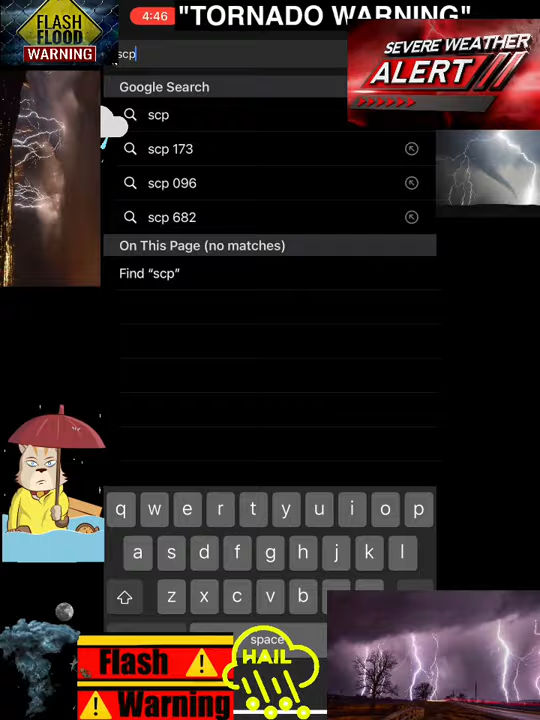 4:46
"TORNADO WARNING"
FLASH
FLOOD
WARNING
SEVERE WEATHER
ALERT
scp
Google Search
scp
scp 173
scp 096
scp 682
On This Page (no matches)
Find “scp”
q w e r t y u i o p
a s d f g h j k l
z x c v b
space
Flash
Warning
HAIL